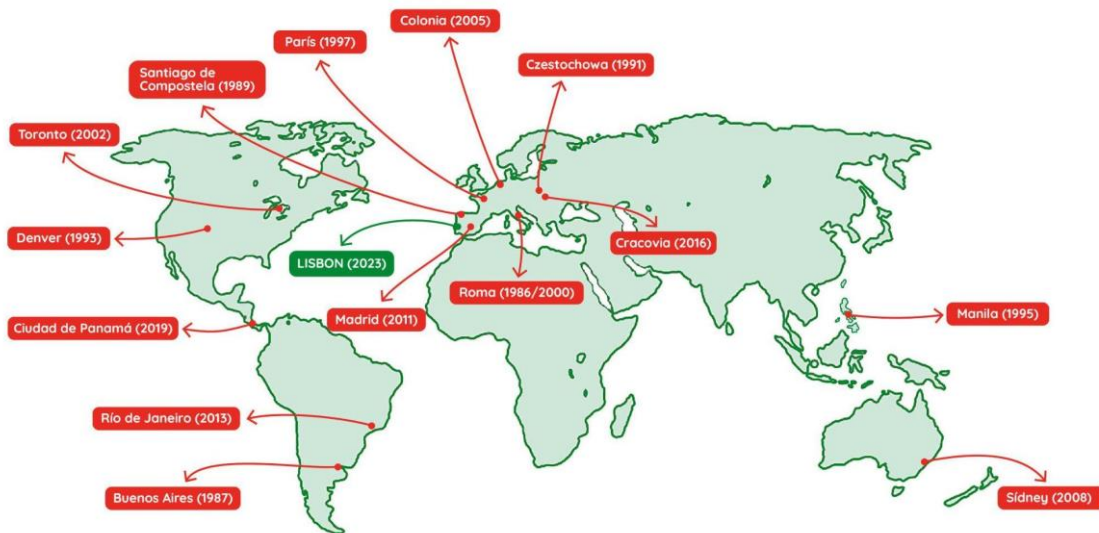 Colonia (2005)
París (1997)
Czestochowa (1991)
Santiago de
Compostela (1989)
Toronto (2002)
Denver (1993)
LISBON (2023)
Cracovia (2016)
Roma (1986/2000)
Madrid (2011)
Manila (1995)
Ciudad de Panamá (2019)
Río de Janeiro (2013)
Buenos Aires (1987)
Sídney (2008)